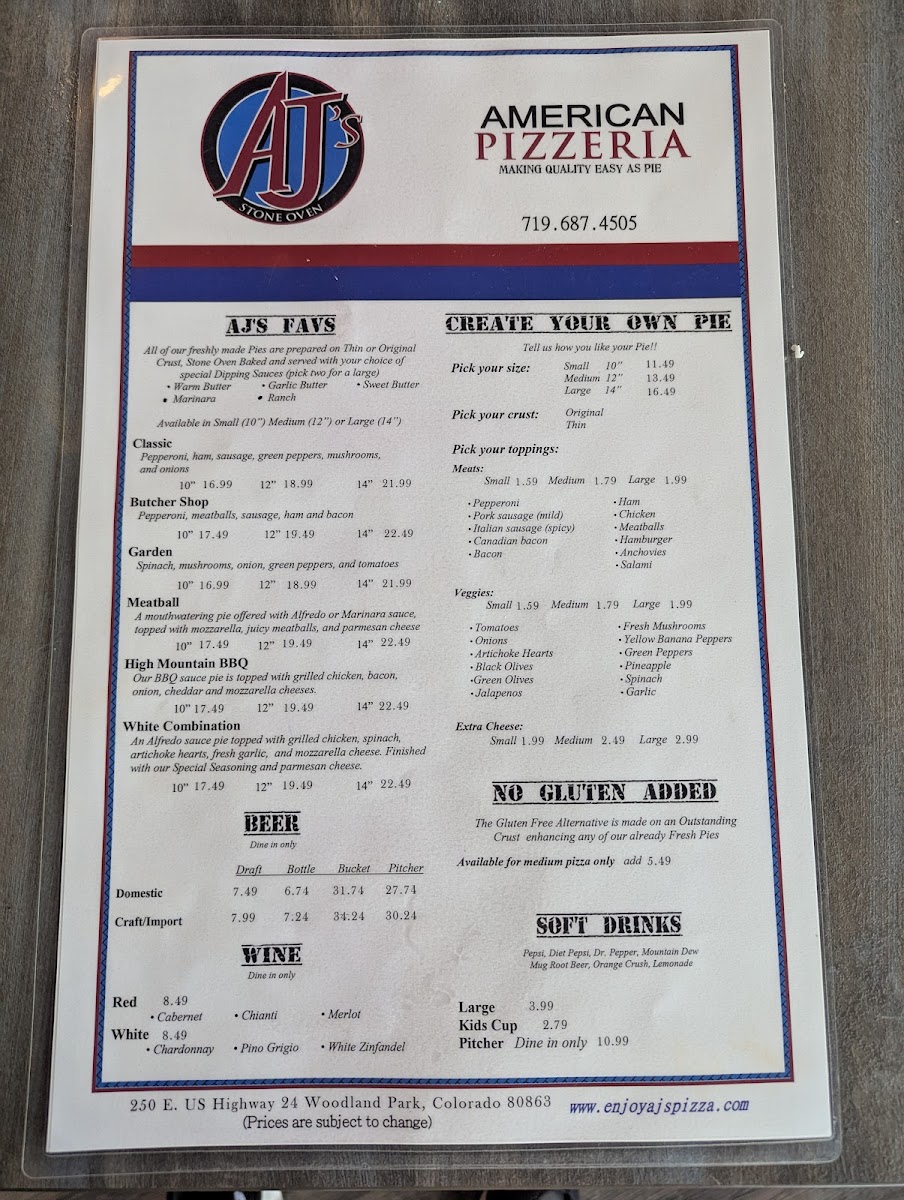 AJ's
STONE OVEN
AMERICAN
PIZZERIA
MAKING QUALITY EASY AS PIE
719.687.4505
AJ'S FAVS
All of our freshly made Pies are prepared on Thin or Original
Crust, Stone Oven Baked and served with your choice of
special Dipping Sauces (pick two for a large)
• Warm Butter • Garlic Butter • Sweet Butter
• Marinara • Ranch
Available in Small (10") Medium (12") or Large (14")
Classic
Pepperoni, ham, sausage, green peppers, mushrooms,
and onions
10" 16.99 12" 18.99 14" 21.99
Butcher Shop
Pepperoni, meatballs, sausage, ham and bacon
10" 17.49 12" 19.49 14" 22.49
Garden
Spinach, mushrooms, onion, green peppers, and tomatoes
10" 16.99 12" 18.99 14" 21.99
Meatball
A mouthwatering pie offered with Alfredo or Marinara sauce,
topped with mozzarella, juicy meatballs, and parmesan cheese
10" 17.49 12" 19.49 14" 22.49
High Mountain BBQ
Our BBQ sauce pie is topped with grilled chicken, bacon,
onion, cheddar and mozzarella cheeses.
10" 17.49 12" 19.49 14" 22.49
White Combination
An Alfredo sauce pie topped with grilled chicken, spinach,
artichoke hearts, fresh garlic, and mozzarella cheese. Finished
with our Special Seasoning and parmesan cheese.
10" 17.49 12" 19.49 14" 22.49
BEER
Dine in only
Draft Bottle Bucket Pitcher
Domestic 7.49 6.74 31.74 27.74
Craft/Import 7.99 7.24 34.24 30.24
WINE
Dine in only
Red 8.49
• Cabernet • Chianti • Merlot
White 8.49
• Chardonnay • Pino Grigio • White Zinfandel
CREATE YOUR OWN PIE
Tell us how you like your Pie!!
Pick your size: Small 10" 11.49
Medium 12" 13.49
Large 14" 16.49
Pick your crust: Original
Thin
Pick your toppings:
Meats:
Small 1.59 Medium 1.79 Large 1.99
• Pepperoni • Ham
• Pork sausage (mild) • Chicken
• Italian sausage (spicy) • Meatballs
• Canadian bacon • Hamburger
• Bacon • Anchovies
• Salami
Veggies:
Small 1.59 Medium 1.79 Large 1.99
• Tomatoes • Fresh Mushrooms
• Onions • Yellow Banana Peppers
• Artichoke Hearts • Green Peppers
• Black Olives • Pineapple
• Green Olives • Spinach
• Jalapenos • Garlic
Extra Cheese:
Small 1.99 Medium 2.49 Large 2.99
NO GLUTEN ADDED
The Gluten Free Alternative is made on an Outstanding
Crust enhancing any of our already Fresh Pies
Available for medium pizza only add 5.49
SOFT DRINKS
Pepsi, Diet Pepsi, Dr. Pepper, Mountain Dew
Mug Root Beer, Orange Crush, Lemonade
Large 3.99
Kids Cup 2.79
Pitcher Dine in only 10.99
250 E. US Highway 24 Woodland Park, Colorado 80863 www.enjoyajspizza.com
(Prices are subject to change)